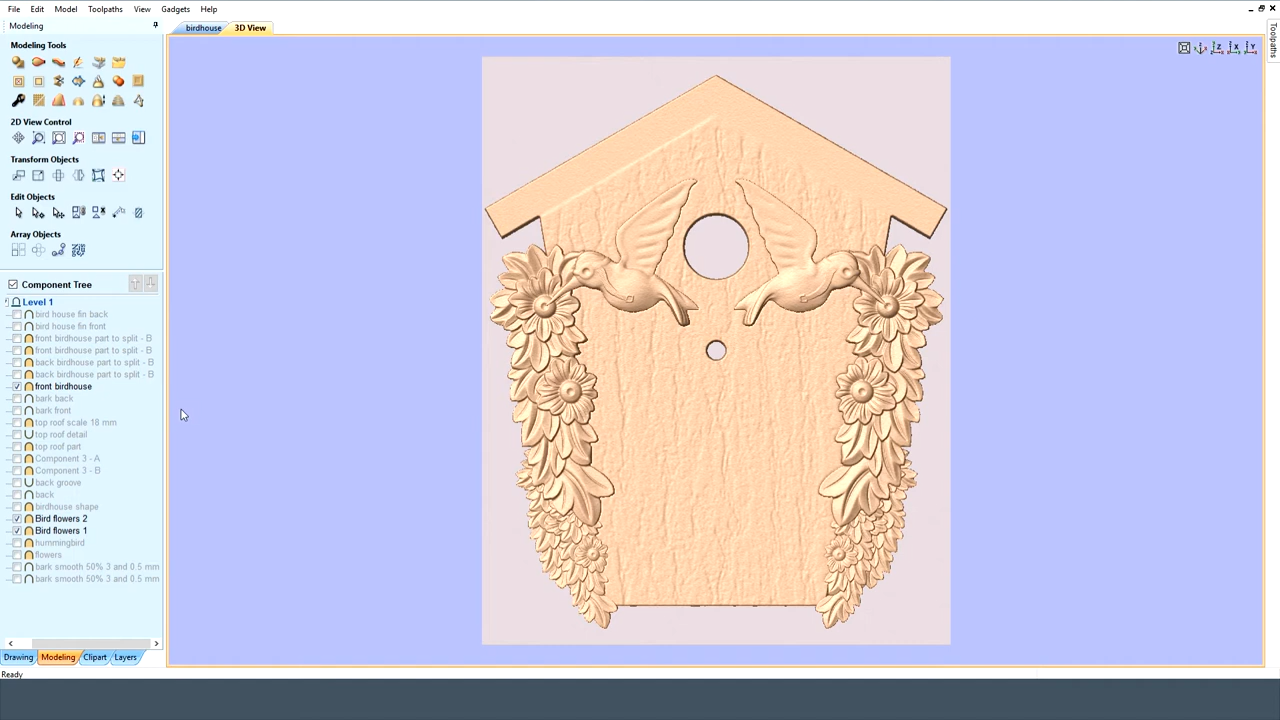 File Edit Model Toolpaths View Gadgets Help
Modeling
birdhouse 3D View
Toolpaths
Modeling Tools
2D View Control
Transform Objects
Edit Objects
Array Objects
Component Tree
Level 1
bird house fin back
bird house fin front
front birdhouse part to split - B
front birdhouse part to split - B
back birdhouse part to split - B
back birdhouse part to split - B
front birdhouse
bark back
bark front
top roof scale 18 mm
top roof detail
top roof part
Component 3 - A
Component 3 - B
back groove
back
birdhouse shape
Bird flowers 2
Bird flowers 1
hummingbird
flowers
bark smooth 50% 3 and 0.5 mm
bark smooth 50% 3 and 0.5 mm
Drawing Modeling Clipart Layers
Ready